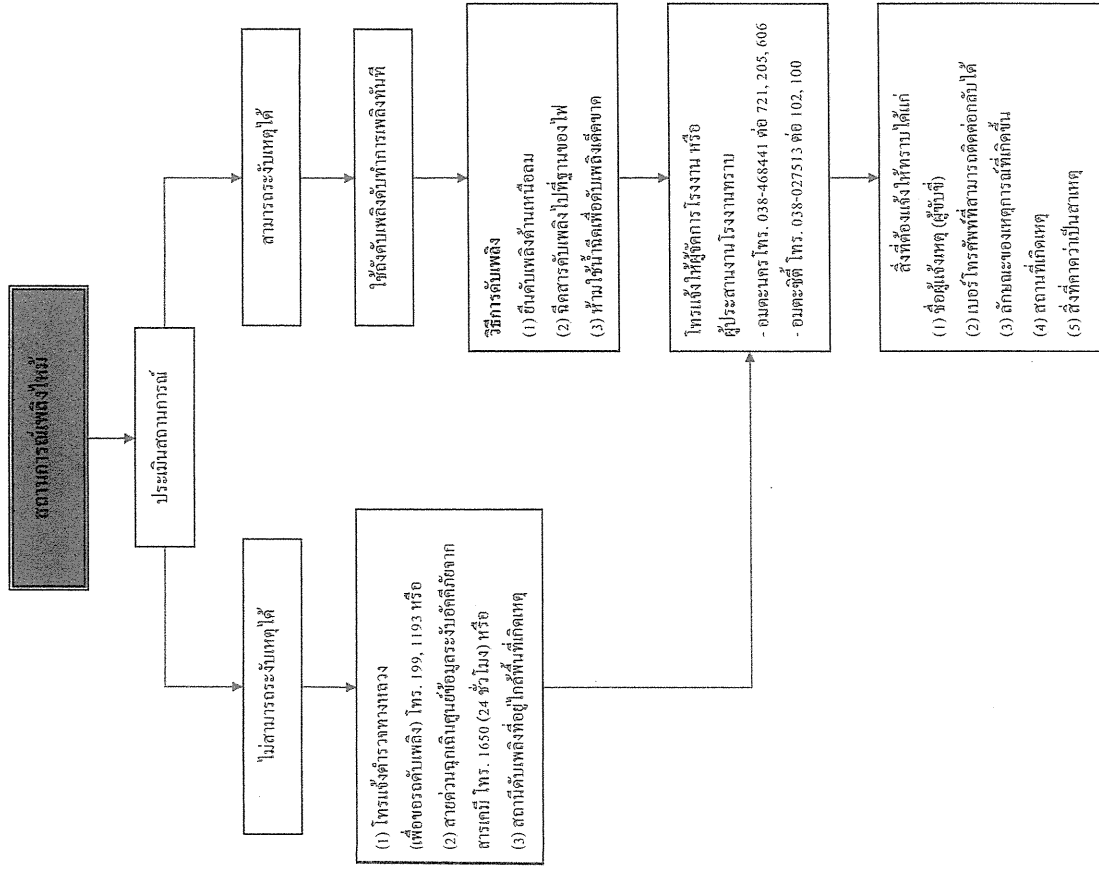 สถานการณ์เพลิงไหม้
ประเมินสถานการณ์
ไม่สามารถระงับเหตุได้
(1) โทรแจ้งตำรวจทางหลวง
(เพื่อขอรถดับเพลิง) โทร. 199, 1193 หรือ
(2) สายด่วนฉุกเฉินศูนย์ข้อมูลระงับอัคคีภัยจาก
สารเคมี โทร. 1650 (24 ชั่วโมง) หรือ
(3) สถานีดับเพลิงที่อยู่ใกล้พื้นที่เกิดเหตุ
สามารถระงับเหตุได้
ใช้ถังดับเพลิงดับทำการเพลิงทันที
วิธีการดับเพลิง
(1) ยืนดับเพลิงด้านเหนือลม
(2) ฉีดสารดับเพลิงไปที่ฐานของไฟ
(3) ห้ามใช้น้ำฉีดเพื่อดับเพลิงเด็ดขาด
โทรแจ้งให้ผู้จัดการโรงงาน หรือ
ผู้ประสานงานโรงงานทราบ
- อมตะนคร โทร. 038-468441 ต่อ 721, 205, 606
- อมตะซิตี้ โทร. 038-027513 ต่อ 102, 100
สิ่งที่ต้องแจ้งให้ทราบได้แก่
(1) ชื่อผู้แจ้งเหตุ (ผู้ขับขี่)
(2) เบอร์โทรศัพท์ที่สามารถติดต่อกลับได้
(3) ลักษณะของเหตุการณ์ที่เกิดขึ้น
(4) สถานที่เกิดเหตุ
(5) สิ่งที่คาดว่าเป็นสาเหตุ